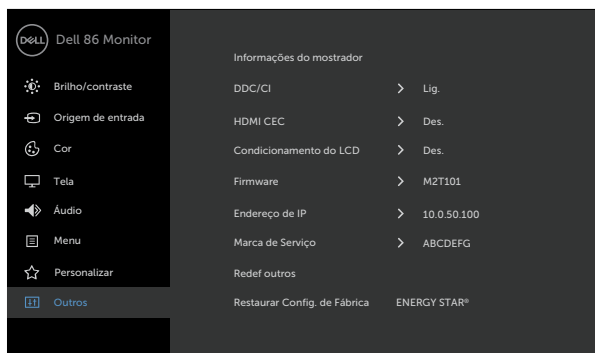 DELL Dell 86 Monitor
Brilho/contraste
Origem de entrada
Cor
Tela
Áudio
Menu
Personalizar
Outros
Informações do mostrador
DDC/CI > Lig.
HDMI CEC > Des.
Condicionamento do LCD > Des.
Firmware > M2T101
Endereço de IP > 10.0.50.100
Marca de Serviço > ABCDEFG
Redef outros
Restaurar Config. de Fábrica ENERGY STAR®